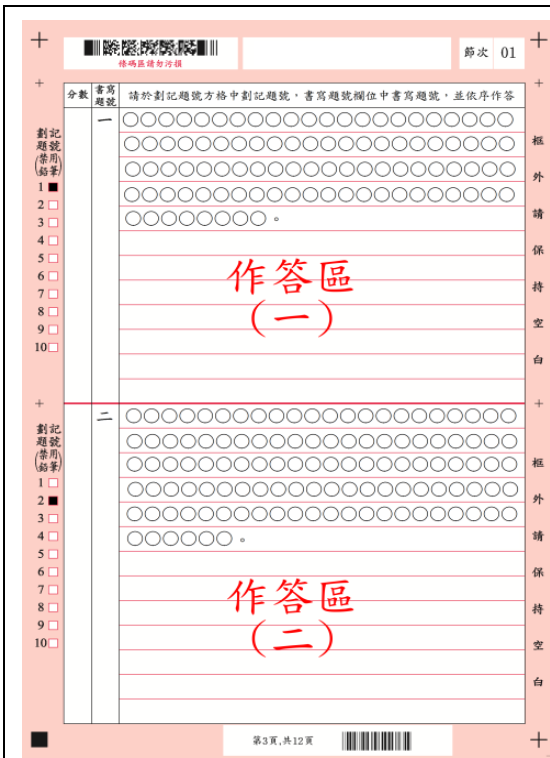 條碼區請勿污損
節次 01
分數 書寫題號 請於劃記題號方格中劃記題號，書寫題號欄位中書寫題號，並依序作答
一 ○○○○○○○○○○○○○○○○○○○○○○
○○○○○○○○○○○○○○○○○○○○○○
○○○○○○○○○○○○○○○○○○○○○○
○○○○○○○○○○○○○○○○○○○○○○
○○○○○○○○。
劃記題號(禁用鉛筆)
1 ■
2 □
3 □
4 □
5 □
6 □
7 □
8 □
9 □
10 □
作答區
(一)
框外請保持空白
二 ○○○○○○○○○○○○○○○○○○○○○○
○○○○○○○○○○○○○○○○○○○○○○
○○○○○○○○○○○○○○○○○○○○○○
○○○○○○○○○○○○○○○○○○○○○○
○○○○○○○○○○○○○○○○○○○○○○
○○○○○○。
劃記題號(禁用鉛筆)
1 □
2 ■
3 □
4 □
5 □
6 □
7 □
8 □
9 □
10 □
作答區
(二)
框外請保持空白
第3頁,共12頁